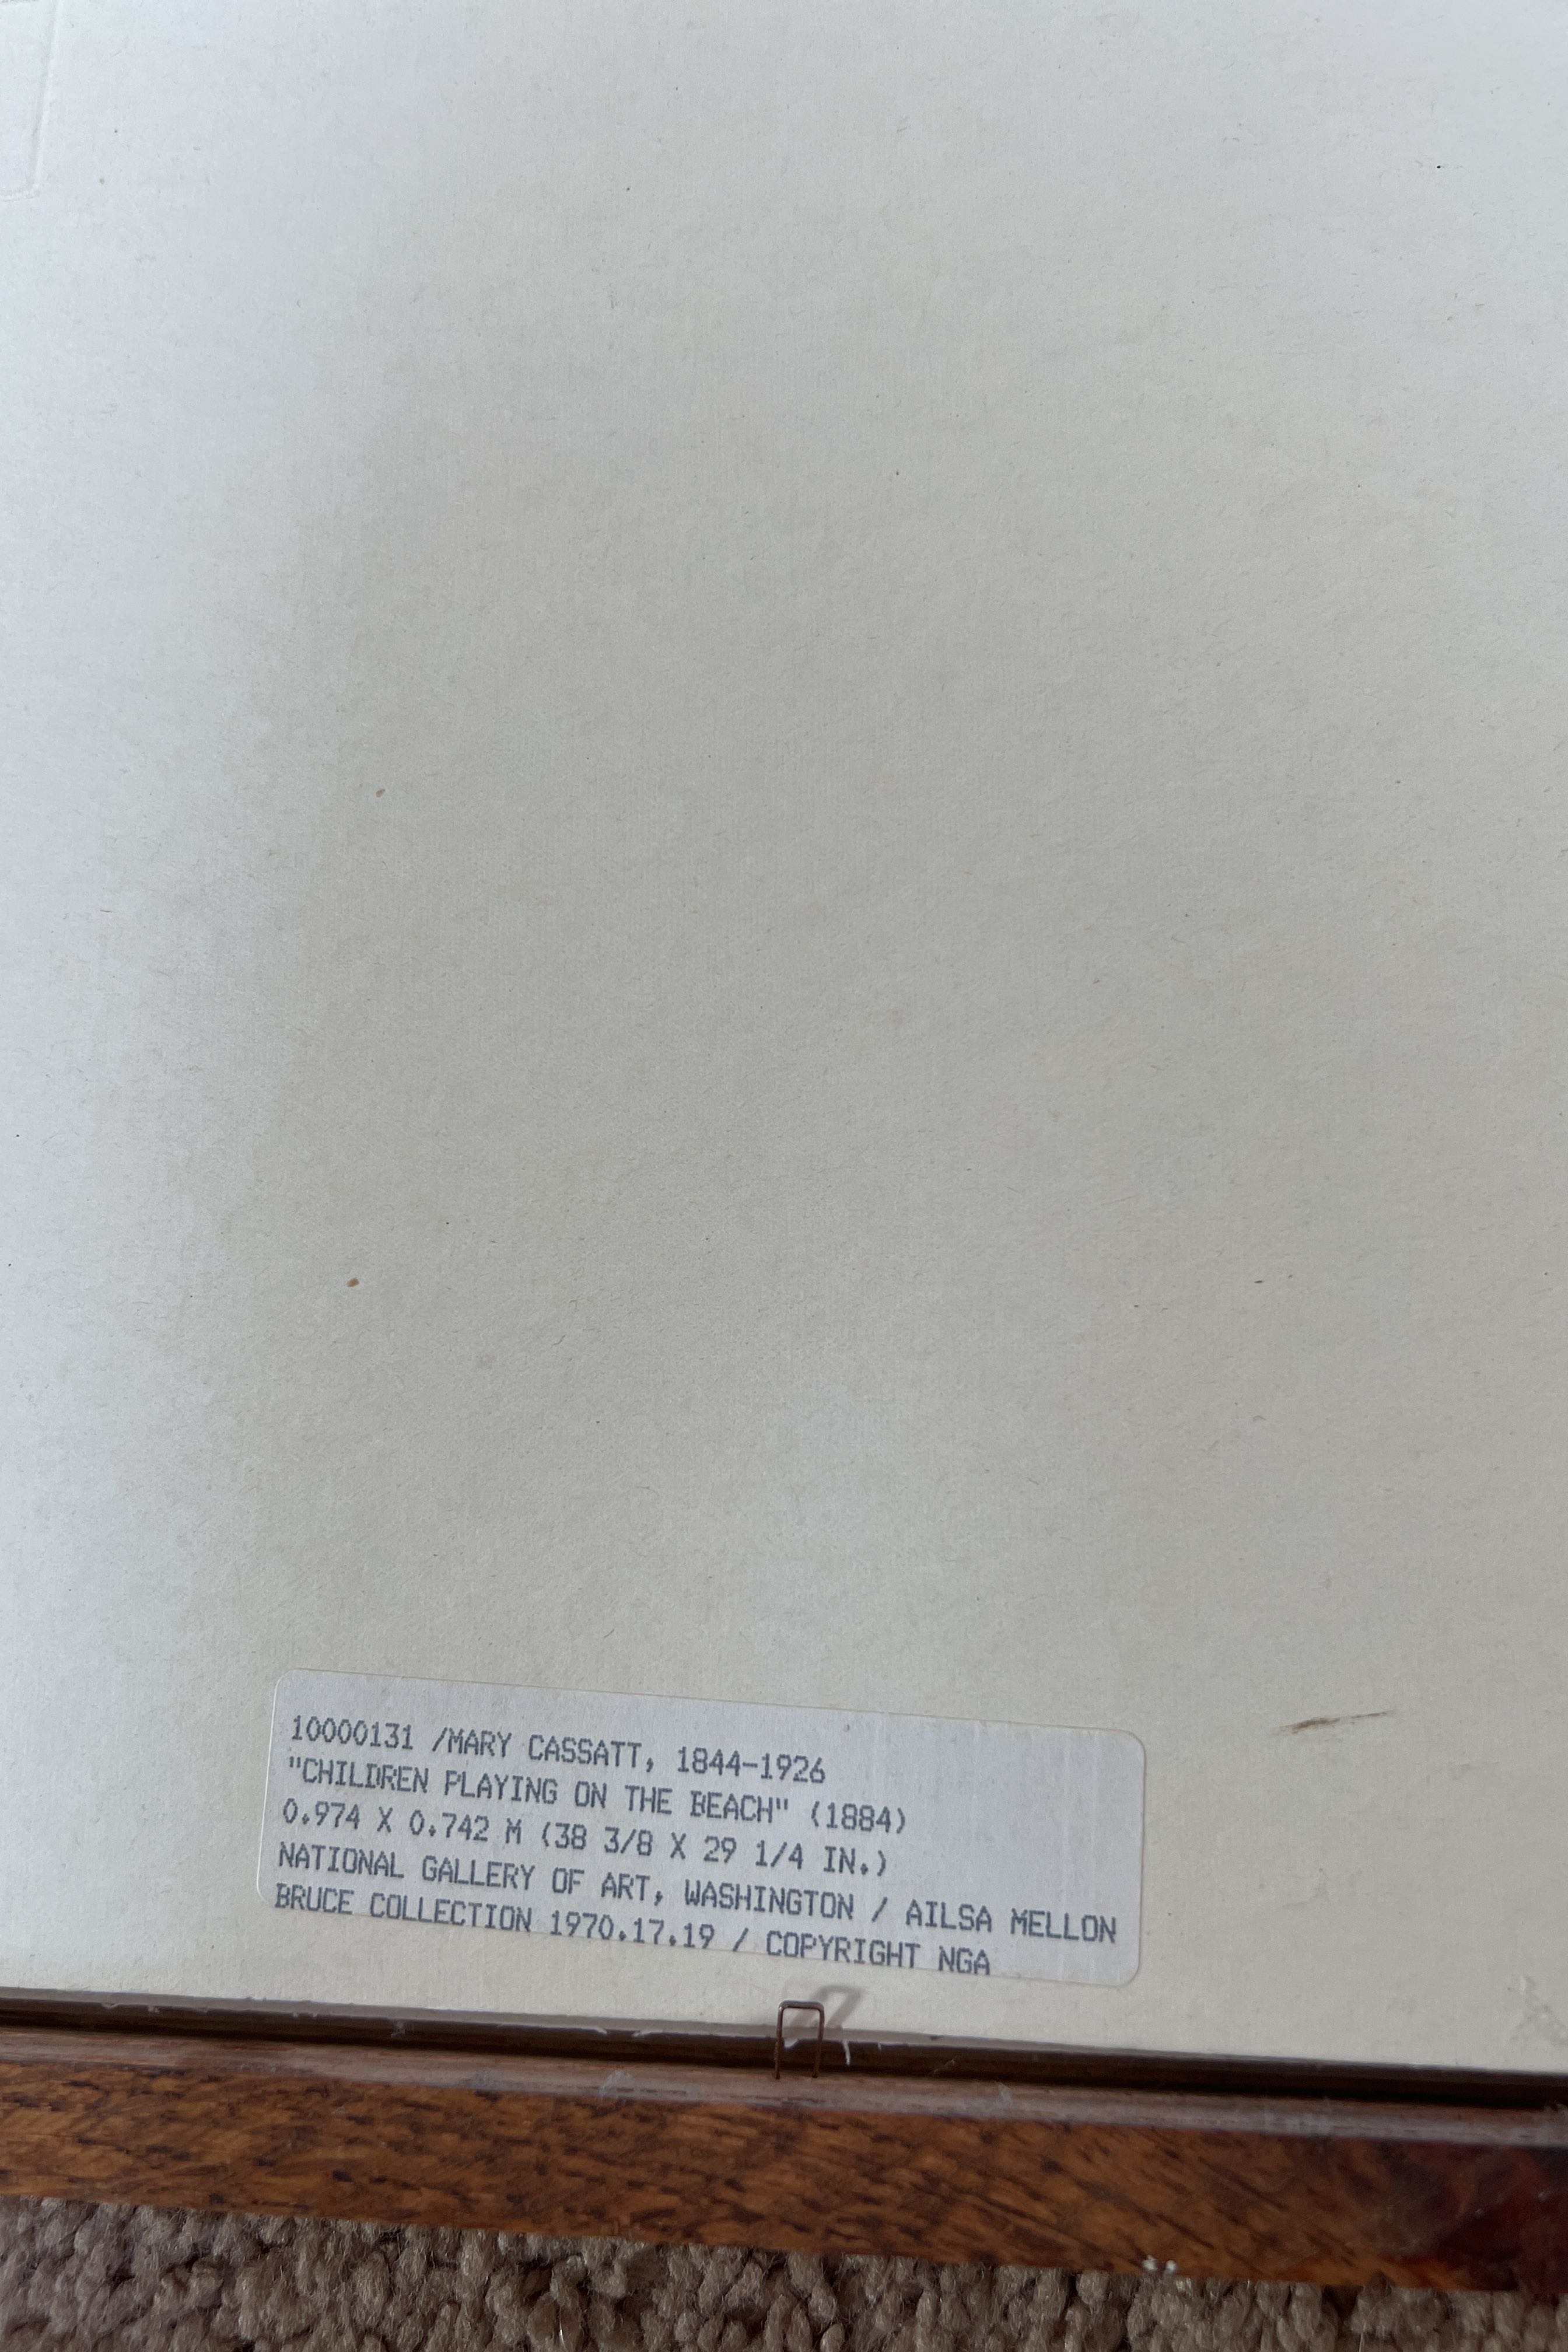 10000131 /MARY CASSATT, 1844-1926
"CHILDREN PLAYING ON THE BEACH" (1884)
0.974 X 0.742 M (38 3/8 X 29 1/4 IN.)
NATIONAL GALLERY OF ART, WASHINGTON / AILSA MELLON
BRUCE COLLECTION 1970.17.19 / COPYRIGHT NGA